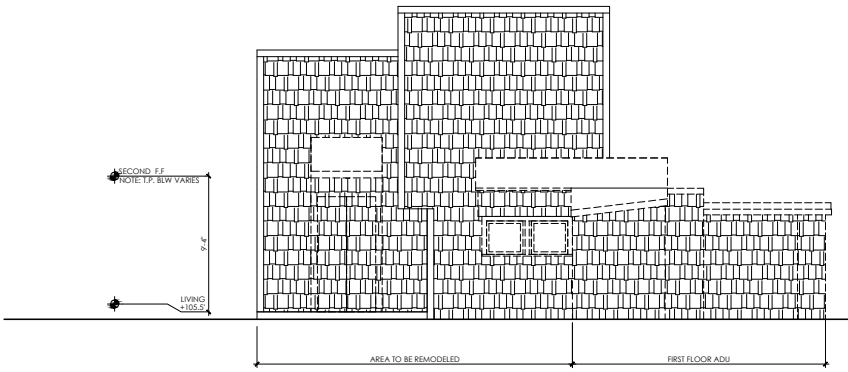 SECOND F.F
NOTE: T.P. BLW VARIES
9'-4"
LIVING
+105.5'
AREA TO BE REMODELED
FIRST FLOOR ADU